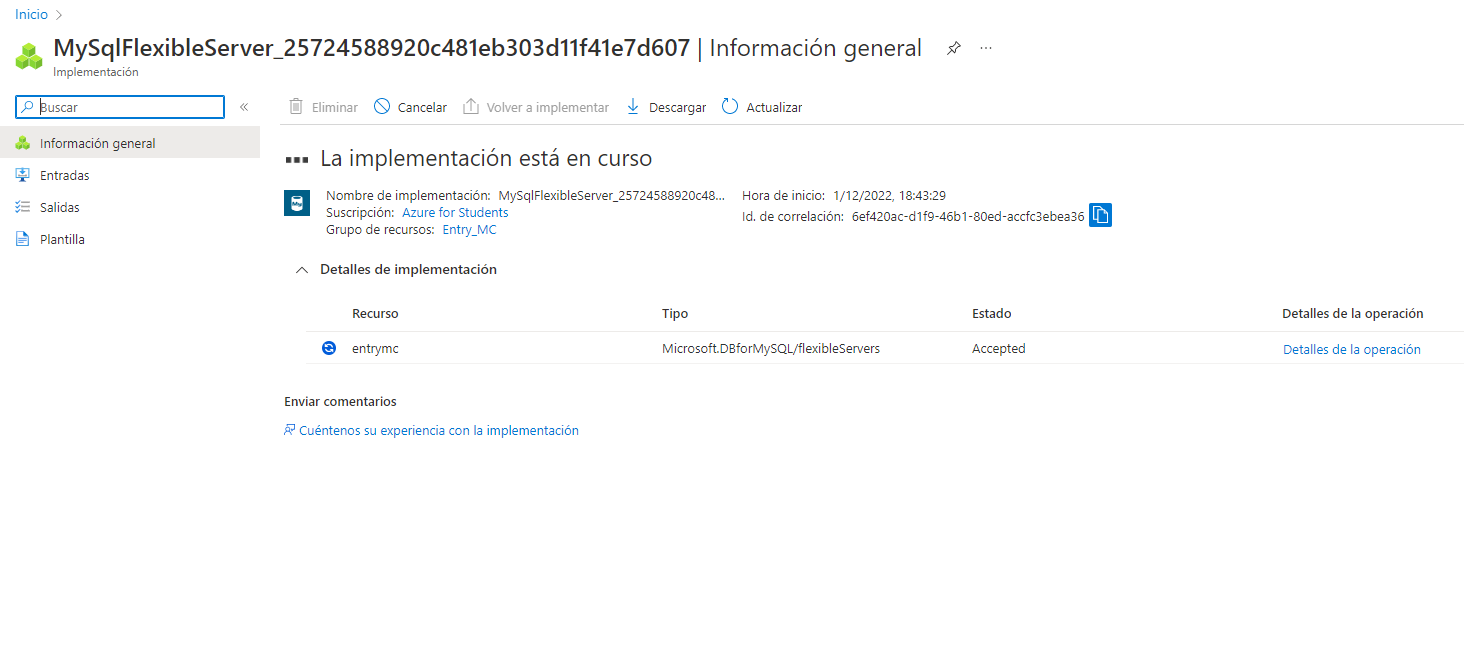 Inicio
MySqlFlexibleServer_25724588920c481eb303d11f41e7d607 | Información general
Implementación
Buscar
Eliminar Cancelar Volver a implementar Descargar Actualizar
Información general
Entradas
Salidas
Plantilla
La implementación está en curso
My
Nombre de implementación: MySqlFlexibleServer_25724588920c48...
Suscripción: Azure for Students
Grupo de recursos: Entry_MC
Hora de inicio: 1/12/2022, 18:43:29
Id. de correlación: 6ef420ac-d1f9-46b1-80ed-accfc3ebea36
Detalles de implementación
Recurso Tipo Estado Detalles de la operación
entrymc Microsoft.DBforMySQL/flexibleServers Accepted Detalles de la operación
Enviar comentarios
Cuéntenos su experiencia con la implementación